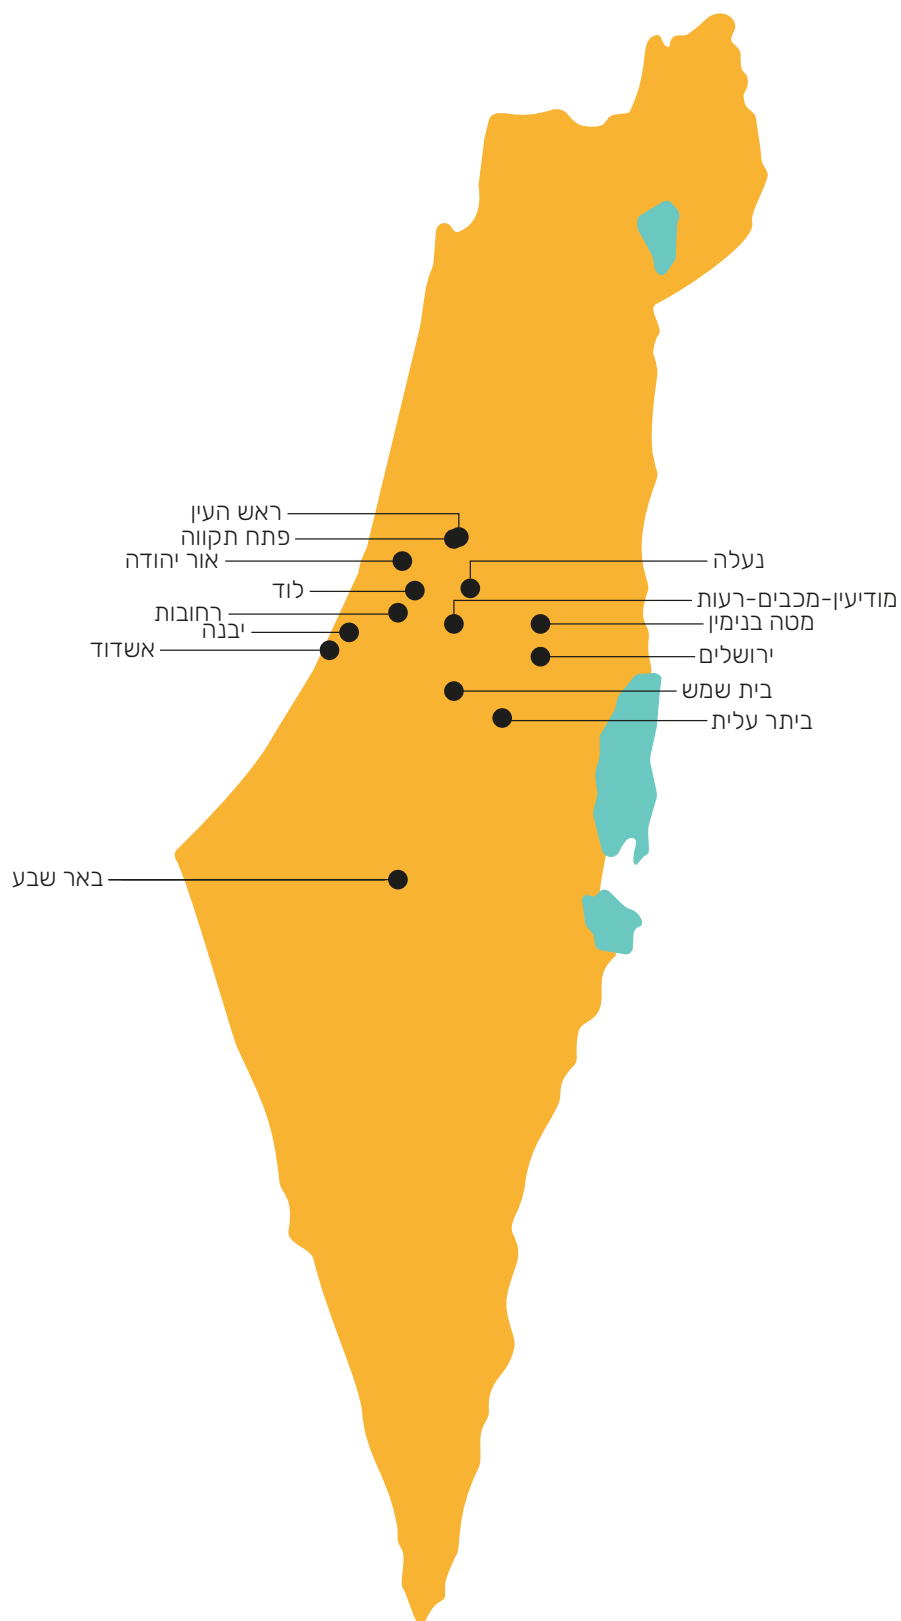 ראש העין
פתח תקווה
אור יהודה
לוד
רחובות
יבנה
אשדוד
נעלה
מודיעין-מכבים-רעות
מטה בנימין
ירושלים
בית שמש
ביתר עלית
באר שבע